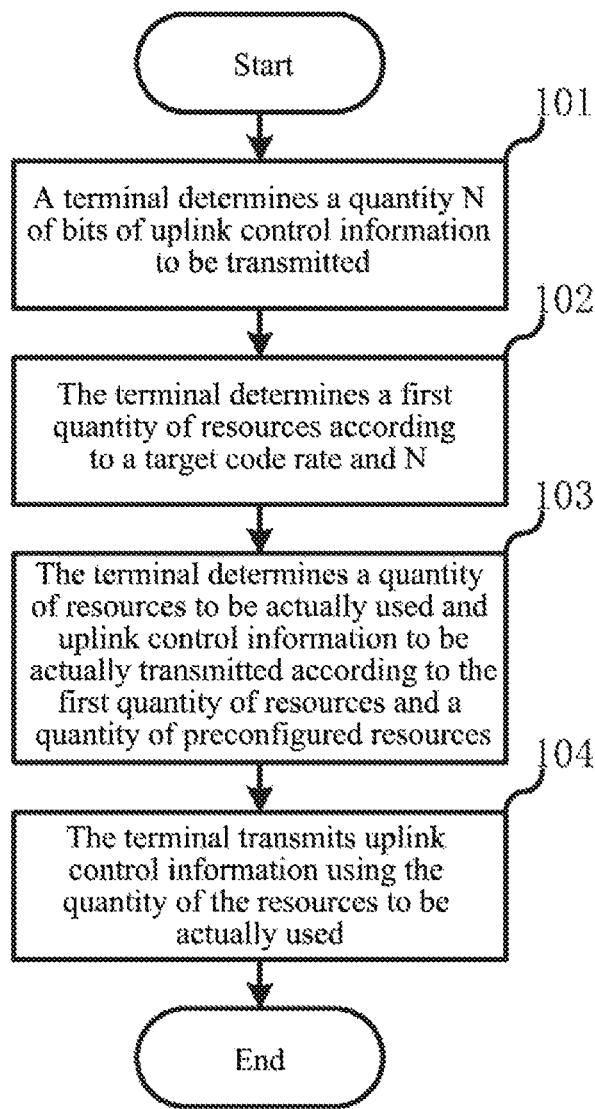 Start
101
A terminal determines a quantity N
of bits of uplink control information
to be transmitted
102
The terminal determines a first
quantity of resources according
to a target code rate and N
103
The terminal determines a quantity
of resources to be actually used and
uplink control information to be
actually transmitted according to the
first quantity of resources and a
quantity of preconfigured resources
104
The terminal transmits uplink
control information using the
quantity of the resources to be
actually used
End